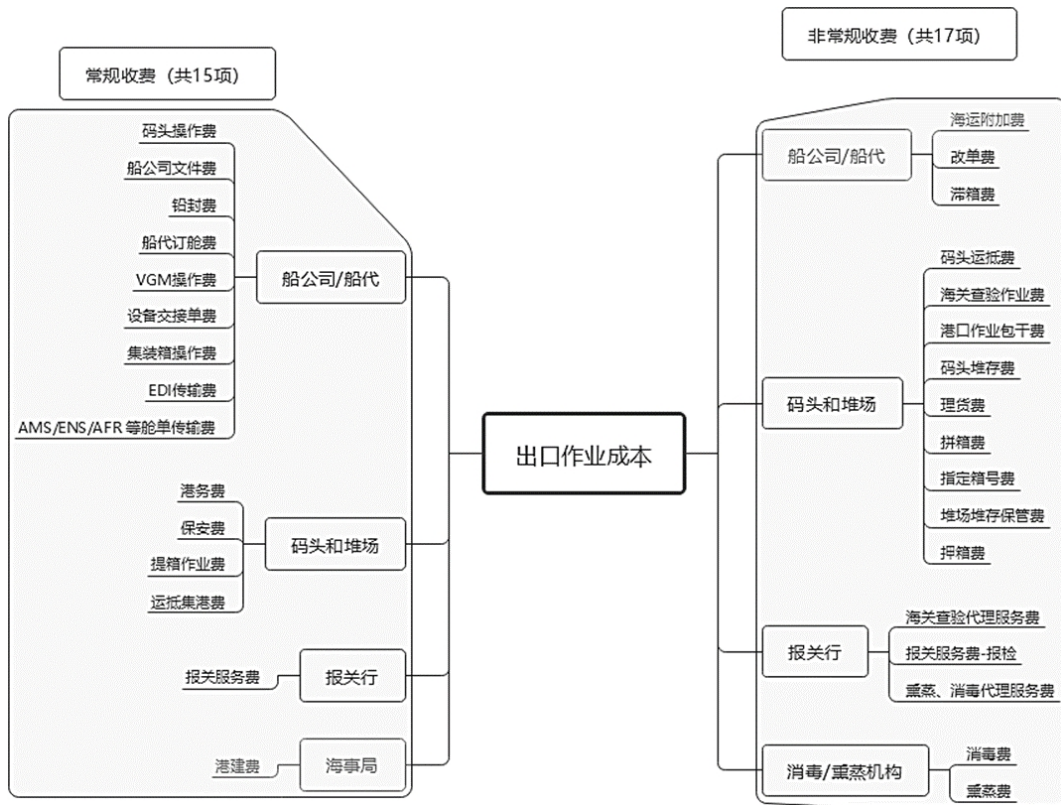 常规收费（共15项）
码头操作费
船公司文件费
铅封费
船代订舱费
VGM操作费
设备交接单费
集装箱操作费
EDI传输费
AMS/ENS/AFR 等舱单传输费
船公司/船代
港务费
保安费
提箱作业费
运抵集港费
码头和堆场
报关服务费
报关行
港建费
海事局
出口作业成本
非常规收费（共17项）
船公司/船代
海运附加费
改单费
滞箱费
码头和堆场
码头运抵费
海关查验作业费
港口作业包干费
码头堆存费
理货费
拼箱费
指定箱号费
堆场堆存保管费
押箱费
报关行
海关查验代理服务费
报关服务费-报检
熏蒸、消毒代理服务费
消毒/熏蒸机构
消毒费
熏蒸费